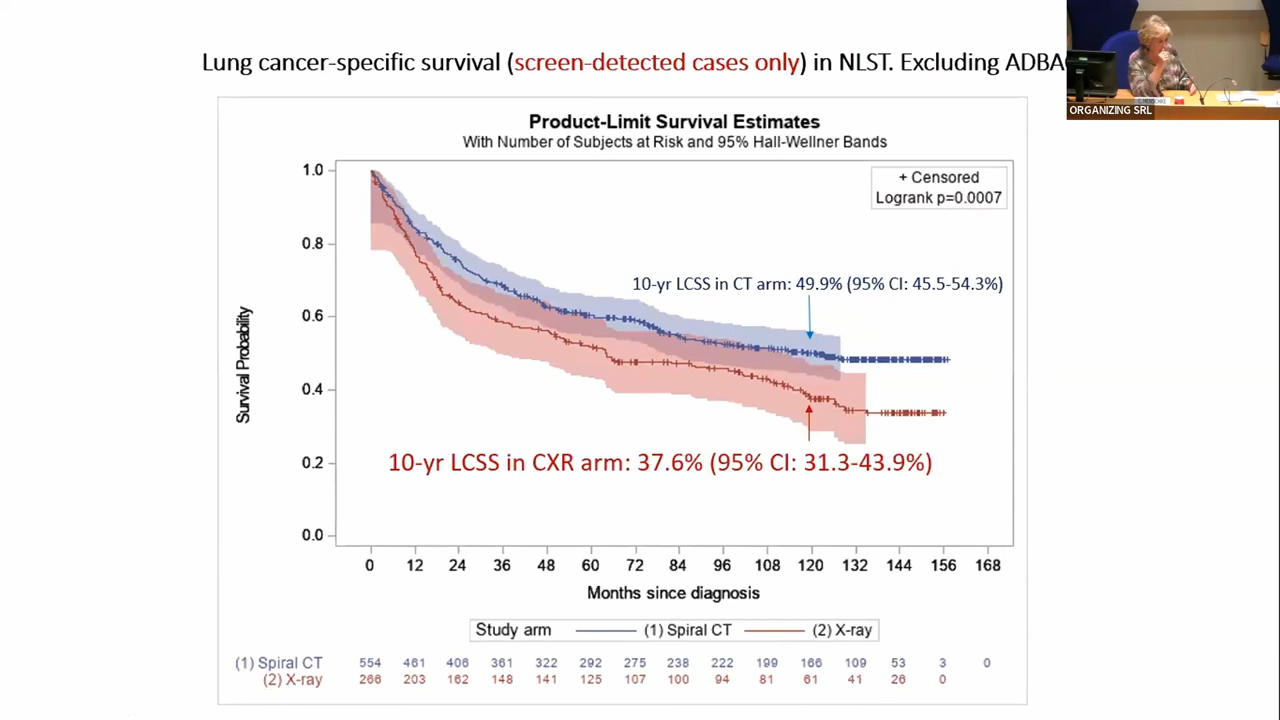 Lung cancer-specific survival (screen-detected cases only) in NLST. Excluding ADBA
ORGANIZING SRL
Product-Limit Survival Estimates
With Number of Subjects at Risk and 95% Hall-Wellner Bands
+ Censored
Logrank p=0.0007
1.0
0.8
0.6
0.4
0.2
0.0
Survival Probability
10-yr LCSS in CT arm: 49.9% (95% CI: 45.5-54.3%)
10-yr LCSS in CXR arm: 37.6% (95% CI: 31.3-43.9%)
0 12 24 36 48 60 72 84 96 108 120 132 144 156 168
Months since diagnosis
Study arm (1) Spiral CT (2) X-ray
(1) Spiral CT 554 461 406 361 322 292 275 238 222 199 166 109 53 3 0
(2) X-ray 266 203 162 148 141 125 107 100 94 81 61 41 26 0